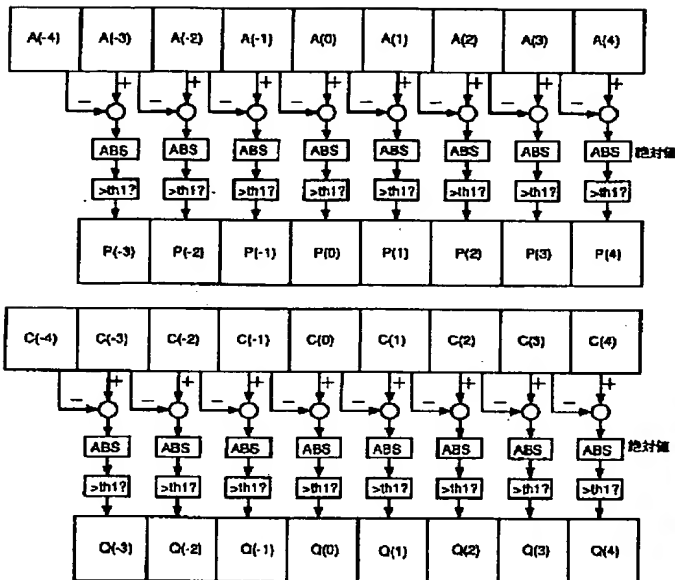 A(-4) A(-3) A(-2) A(-1) A(0) A(1) A(2) A(3) A(4)
− + − + − + − + − + − + − + − +
ABS ABS ABS ABS ABS ABS ABS ABS 絶対値
>th1? >th1? >th1? >th1? >th1? >th1? >th1? >th1?
P(-3) P(-2) P(-1) P(0) P(1) P(2) P(3) P(4)
C(-4) C(-3) C(-2) C(-1) C(0) C(1) C(2) C(3) C(4)
− + − + − + − + − + − + − + − +
ABS ABS ABS ABS ABS ABS ABS ABS 絶対値
>th1? >th1? >th1? >th1? >th1? >th1? >th1? >th1?
Q(-3) Q(-2) Q(-1) Q(0) Q(1) Q(2) Q(3) Q(4)